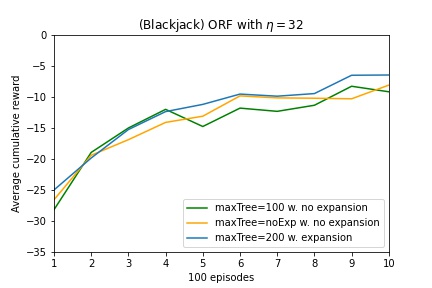 (Blackjack) ORF with η = 32
Average cumulative reward
0
−5
−10
−15
−20
−25
−30
−35
maxTree=100 w. no expansion
maxTree=noExp w. no expansion
maxTree=200 w. expansion
1 2 3 4 5 6 7 8 9 10
100 episodes